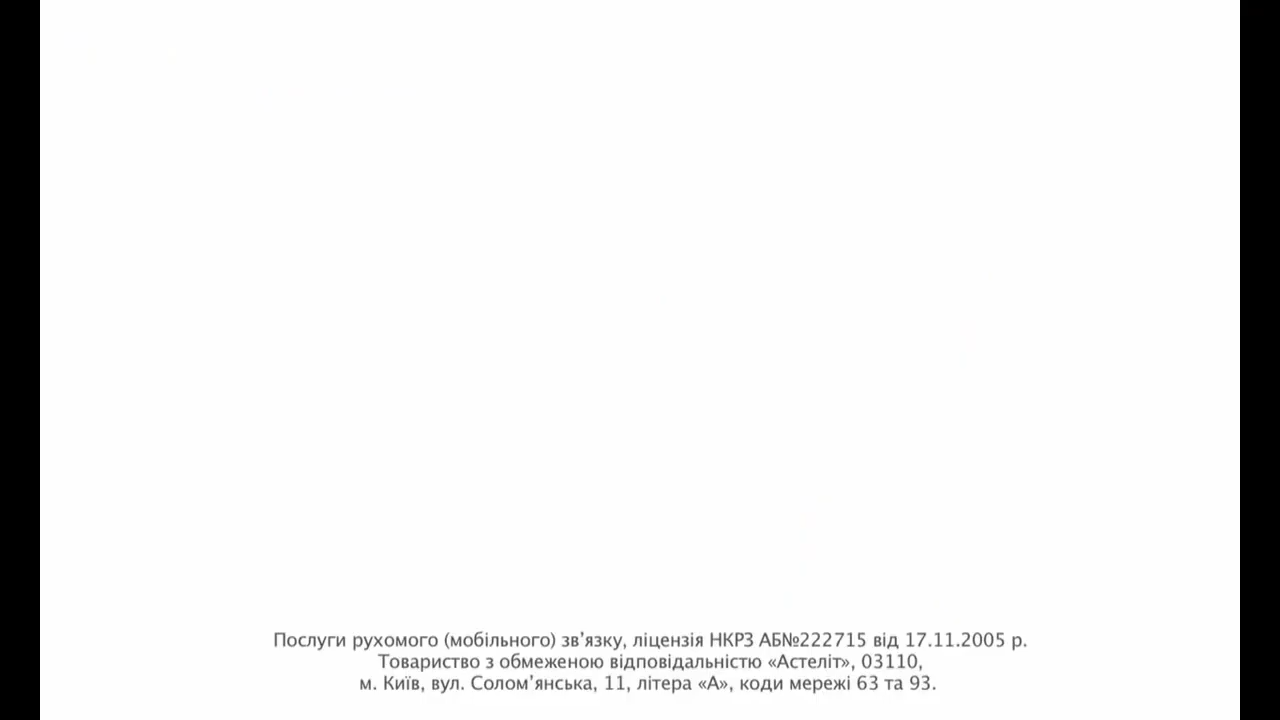 Послуги рухомого (мобільного) зв’язку, ліцензія НКРЗ АБ№222715 від 17.11.2005 р.
Товариство з обмеженою відповідальністю «Астеліт», 03110,
м. Київ, вул. Солом’янська, 11, літера «А», коди мережі 63 та 93.